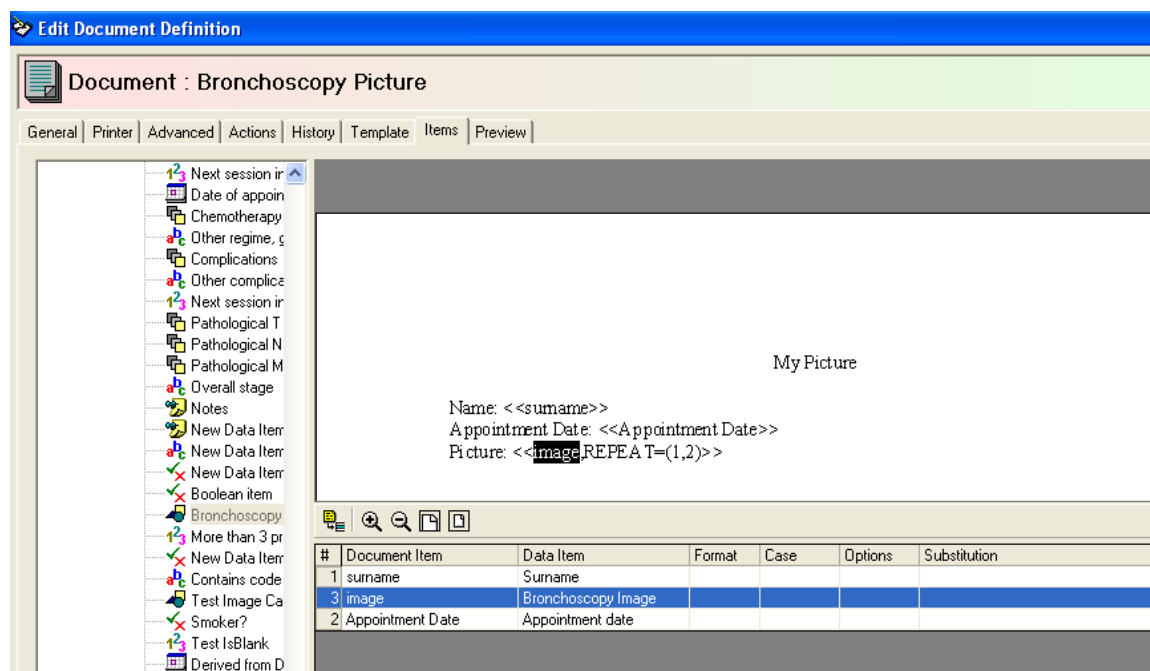 Edit Document Definition
Document : Bronchoscopy Picture
General Printer Advanced Actions History Template Items Preview
Next session in
Date of appoin
Chemotherapy
Other regime, g
Complications
Other complica
Next session in
Pathological T
Pathological N
Pathological M
Overall stage
Notes
New Data Item
New Data Item
New Data Item
Boolean item
Bronchoscopy
More than 3 pr
New Data Item
Contains code
Test Image Ca
Smoker?
Test IsBlank
Derived from D
My Picture
Name: <<surname>>
Appointment Date: <<Appointment Date>>
Picture: <<image,REPEAT=(1,2)>>
# Document Item Data Item Format Case Options Substitution
1 surname Surname
3 image Bronchoscopy Image
2 Appointment Date Appointment date